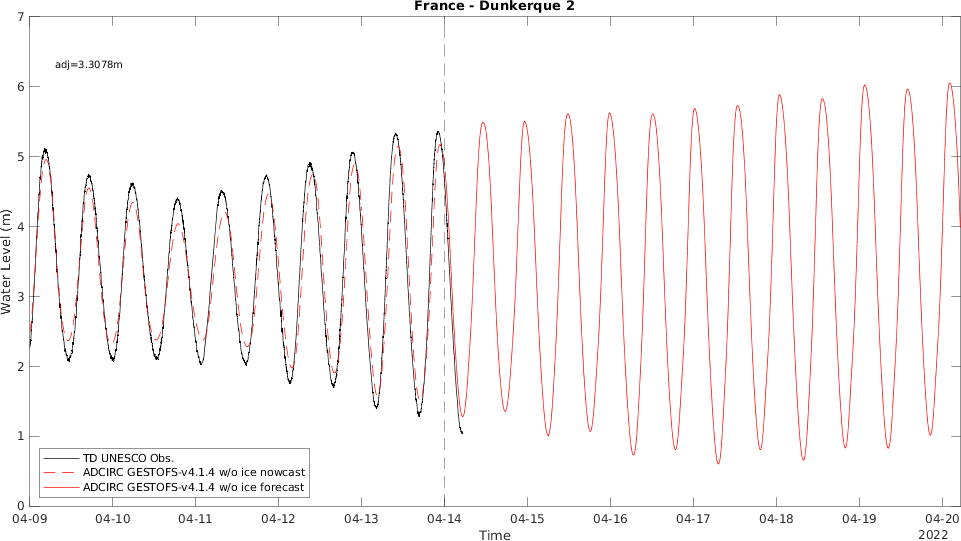 France - Dunkerque 2
7
adj=3.3078m
6
5
4
3
2
1
0
Water Level (m)
TD UNESCO Obs.
ADCIRC GESTOFS-v4.1.4 w/o ice nowcast
ADCIRC GESTOFS-v4.1.4 w/o ice forecast
04-09 04-10 04-11 04-12 04-13 04-14 04-15 04-16 04-17 04-18 04-19 04-20
Time
2022